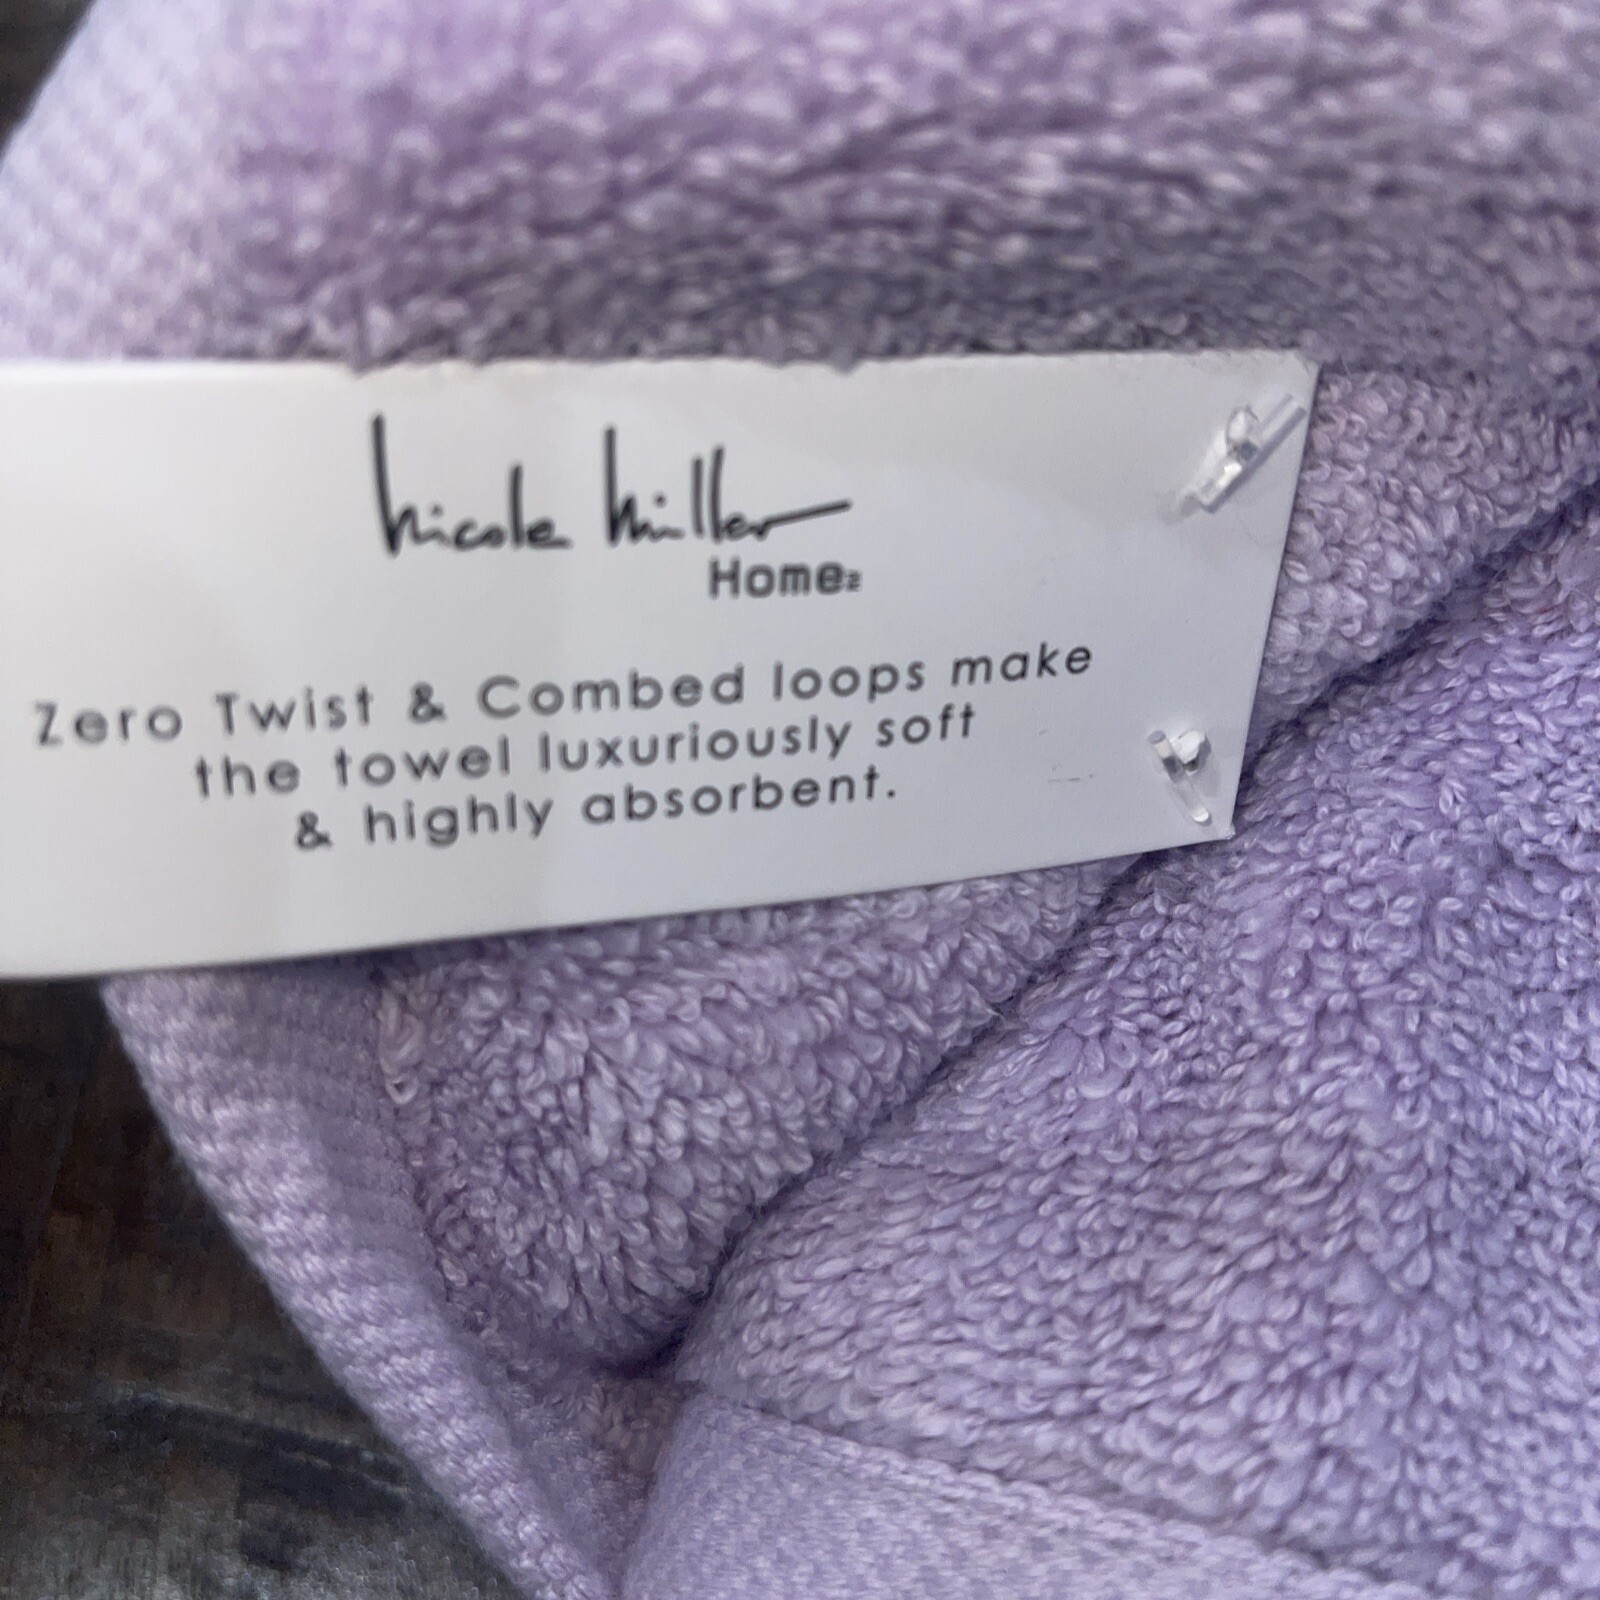 nicole miller
Home
Zero Twist & Combed loops make
the towel luxuriously soft
& highly absorbent.